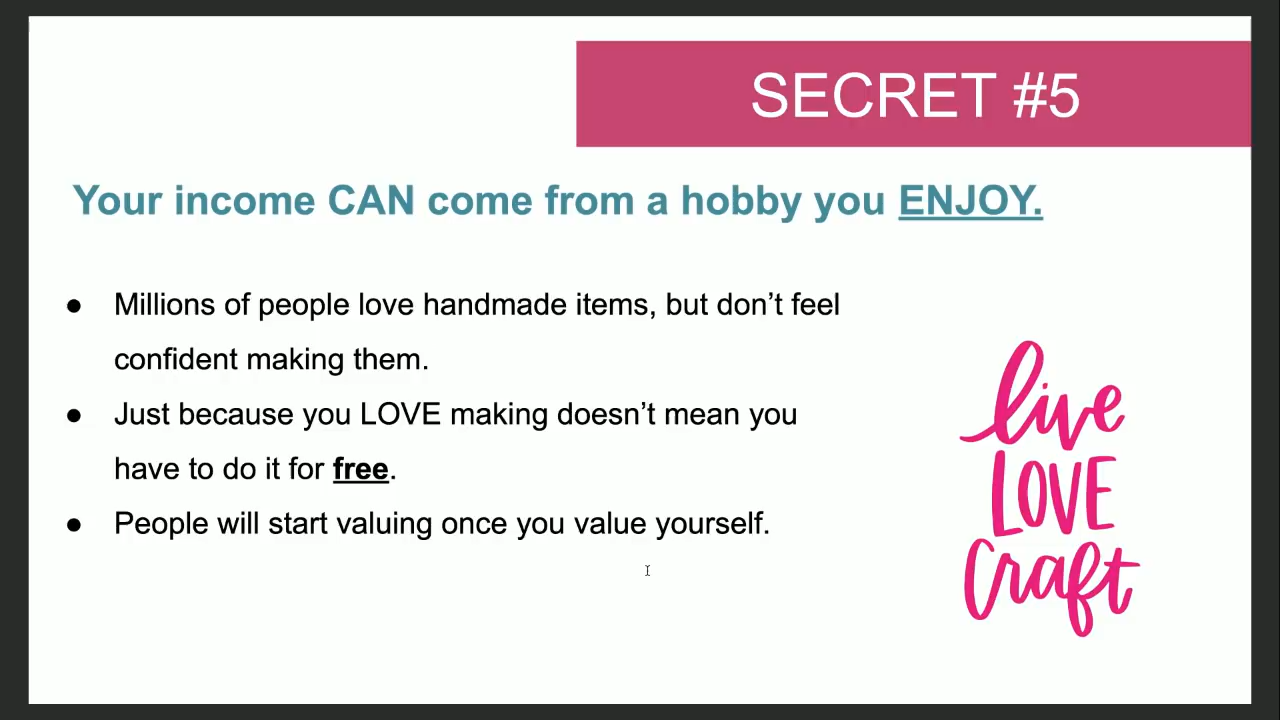 SECRET #5
Your income CAN come from a hobby you ENJOY.
● Millions of people love handmade items, but don’t feel
confident making them.
● Just because you LOVE making doesn’t mean you
have to do it for free.
● People will start valuing once you value yourself.
live
LOVE
Craft